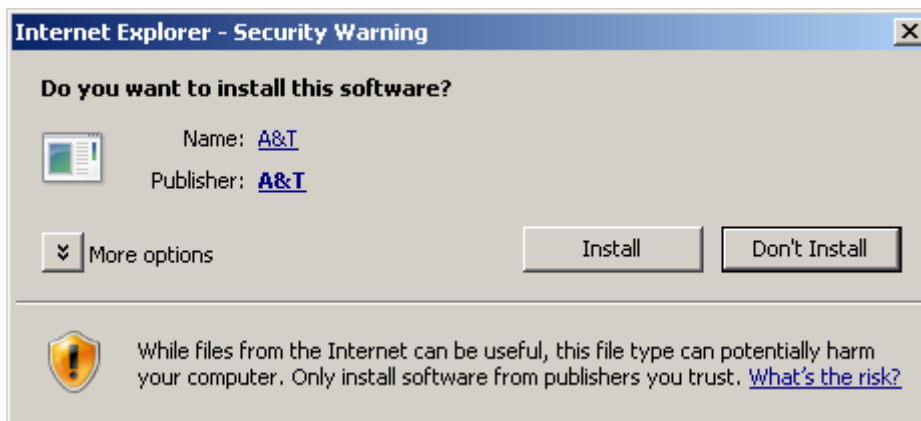 Internet Explorer - Security Warning
Do you want to install this software?
Name: A&T
Publisher: A&T
More options
Install
Don't Install
While files from the Internet can be useful, this file type can potentially harm
your computer. Only install software from publishers you trust. What's the risk?